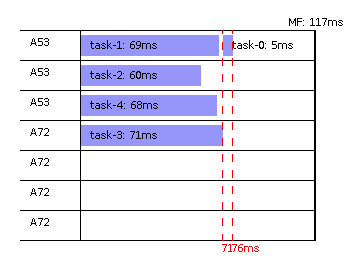 MF: 117ms
A53 task-1: 69ms task-0: 5ms
A53 task-2: 60ms
A53 task-4: 68ms
A72 task-3: 71ms
A72
A72
A72
7176ms